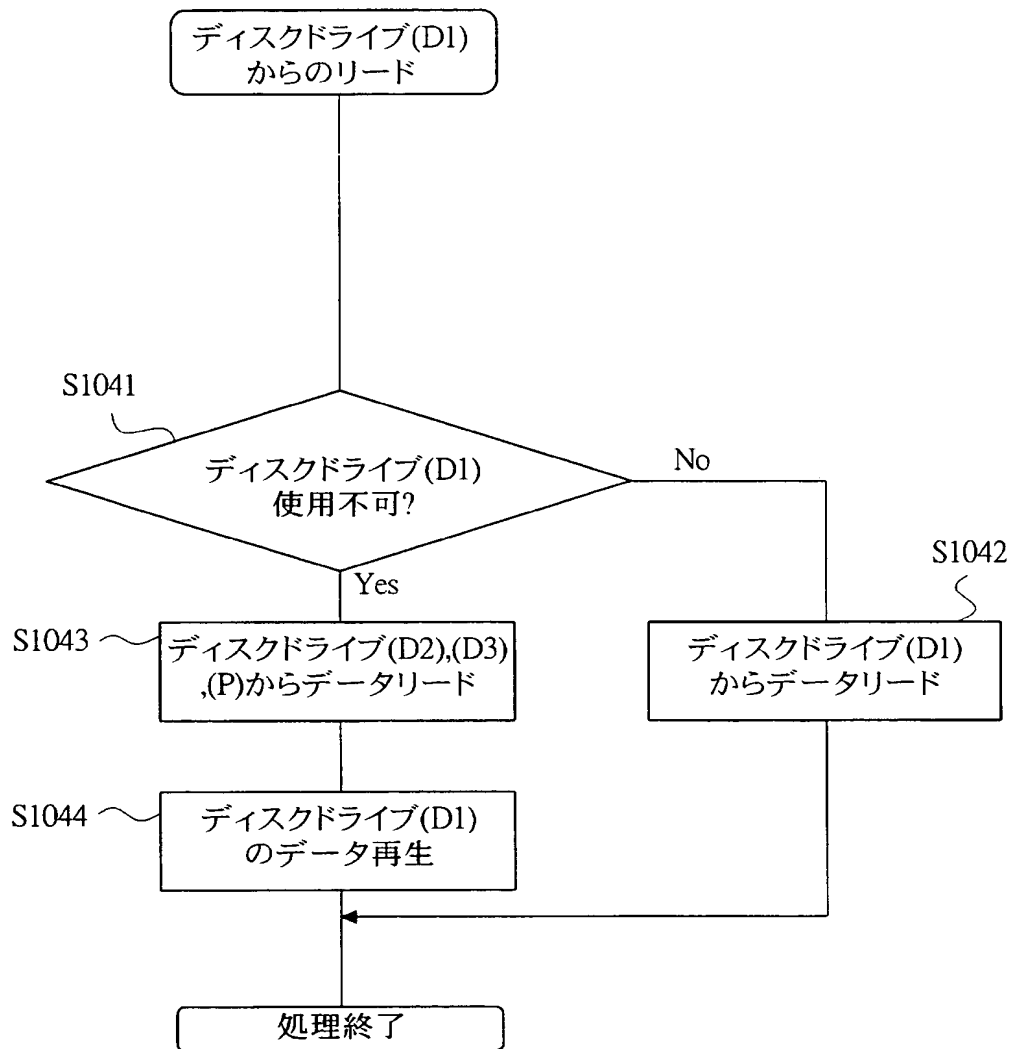 ディスクドライブ(D1)
からのリード
S1041
ディスクドライブ(D1)
使用不可?
No
Yes
S1042
S1043
ディスクドライブ(D2),(D3)
,(P)からデータリード
ディスクドライブ(D1)
からデータリード
S1044
ディスクドライブ(D1)
のデータ再生
処理終了